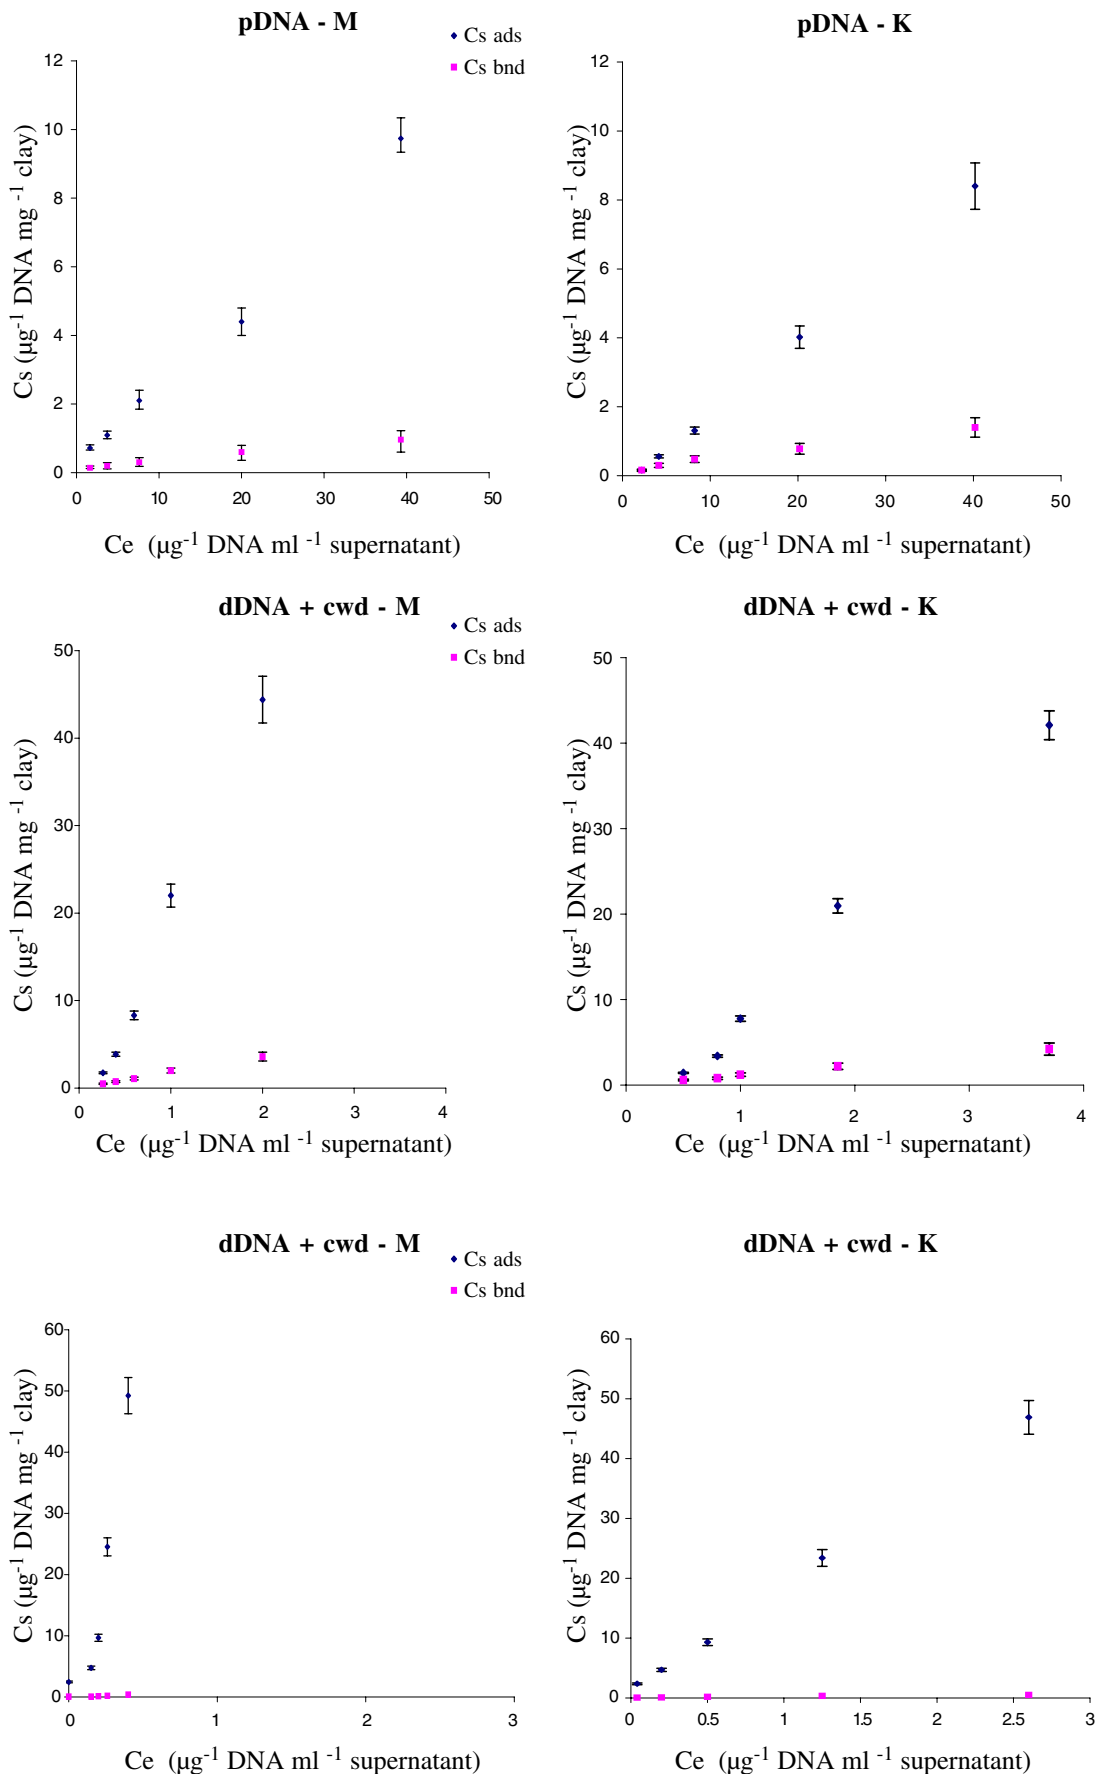 pDNA - M
Cs ads
Cs bnd
12
10
8
6
4
2
0
0 10 20 30 40 50
Cs (µg-1 DNA mg -1 clay)
Ce (µg-1 DNA ml -1 supernatant)
pDNA - K
12
10
8
6
4
2
0
0 10 20 30 40 50
Cs (µg-1 DNA mg -1 clay)
Ce (µg-1 DNA ml -1 supernatant)
dDNA + cwd - M
Cs ads
Cs bnd
50
40
30
20
10
0
0 1 2 3 4
Cs (µg-1 DNA mg -1 clay)
Ce (µg-1 DNA ml -1 supernatant)
dDNA + cwd - K
50
40
30
20
10
0
0 1 2 3 4
Cs (µg-1 DNA mg -1 clay)
Ce (µg-1 DNA ml -1 supernatant)
dDNA + cwd - M
Cs ads
Cs bnd
60
50
40
30
20
10
0
0 1 2 3
Cs (µg-1 DNA mg -1 clay)
Ce (µg-1 DNA ml -1 supernatant)
dDNA + cwd - K
60
50
40
30
20
10
0
0 0.5 1 1.5 2 2.5 3
Cs (µg-1 DNA mg -1 clay)
Ce (µg-1 DNA ml -1 supernatant)